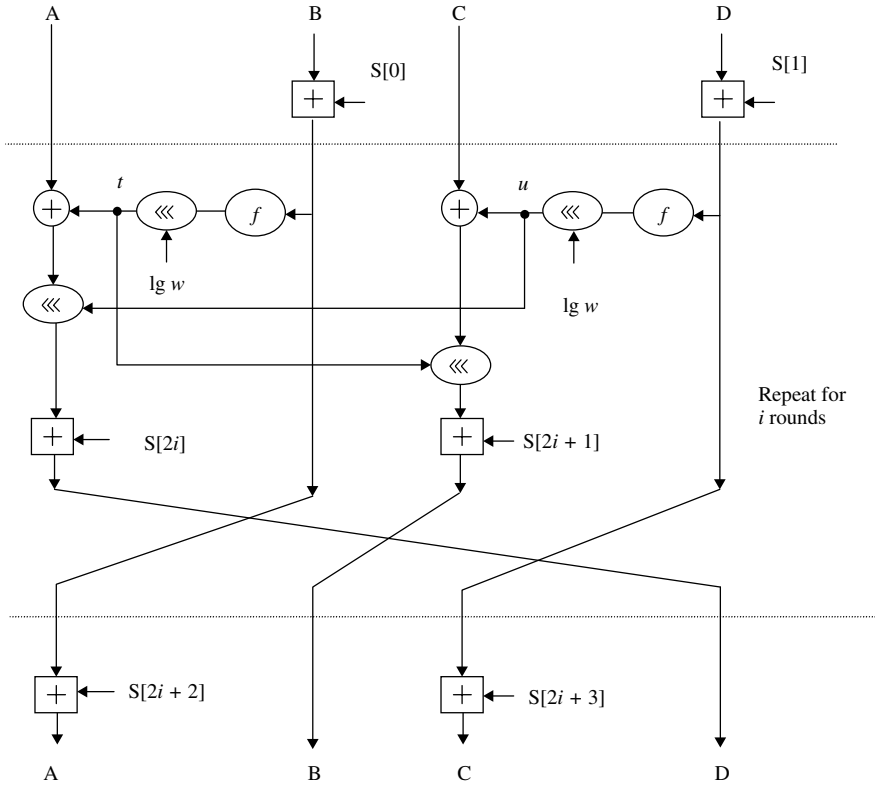 A B C D
S[0] S[1]
t u
<<< f <<< f
lg w lg w
<<<
<<<
Repeat for
i rounds
S[2i] S[2i + 1]
S[2i + 2] S[2i + 3]
A B C D